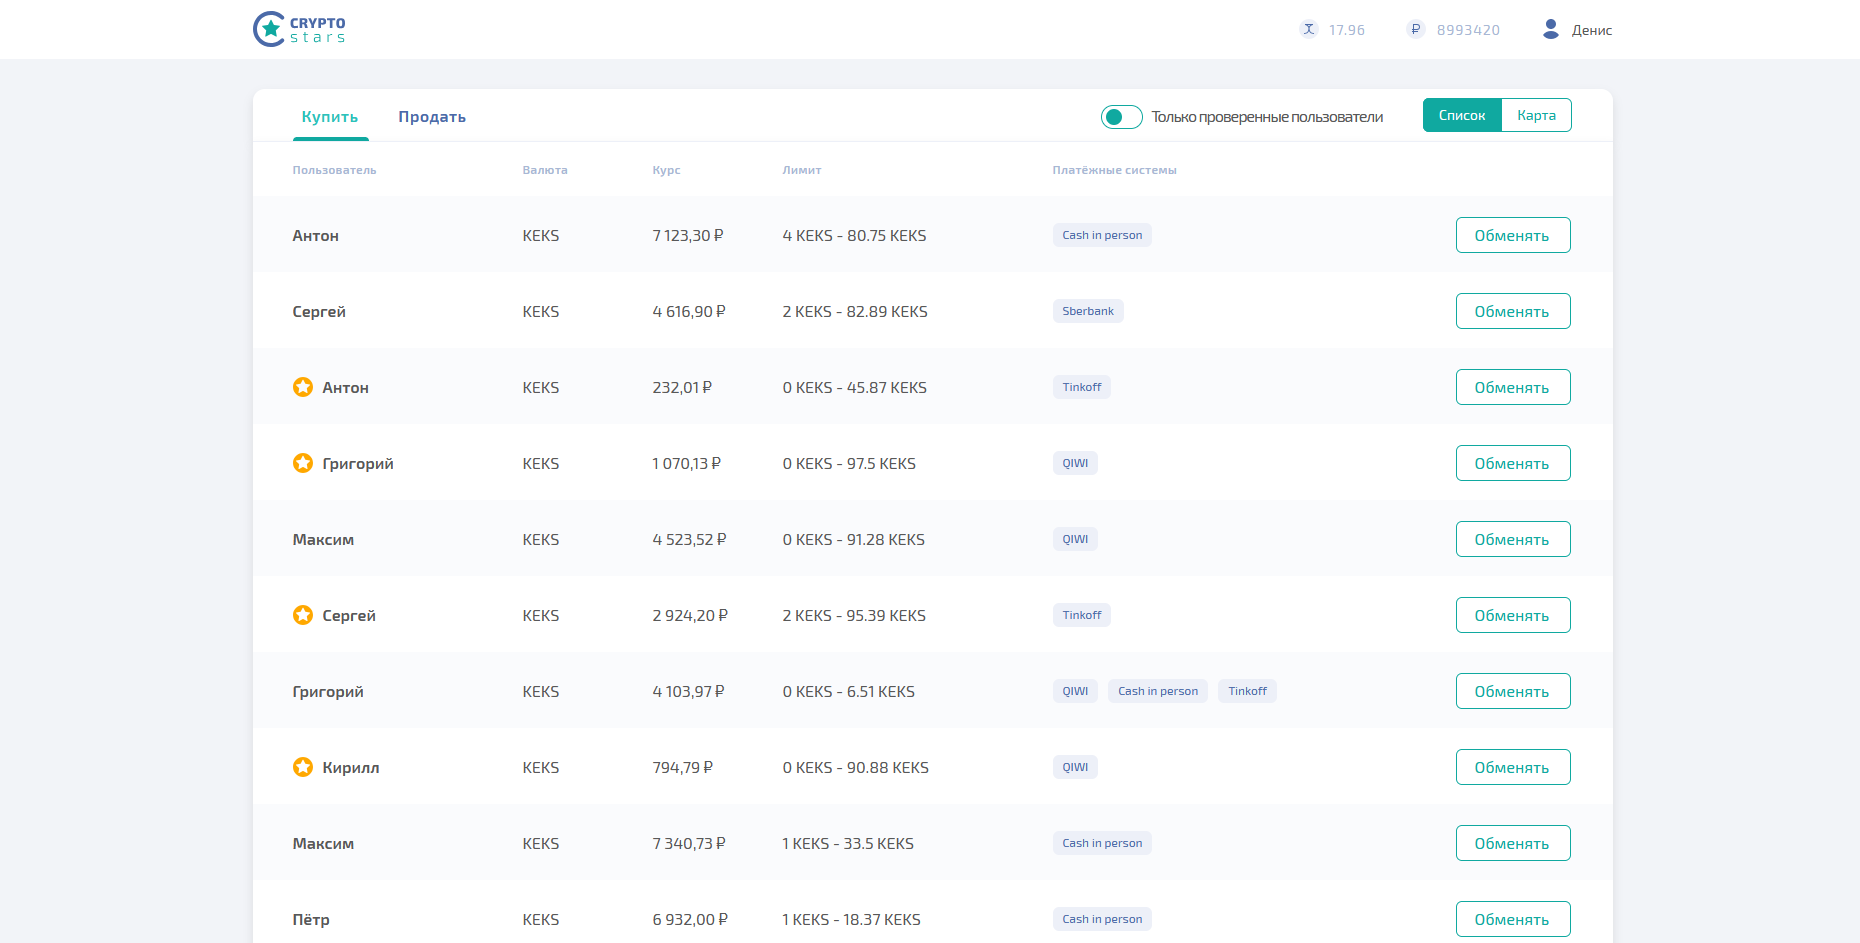 CRYPTO
stars
17.96 ₽ 8993420 Денис
Купить Продать Только проверенные пользователи Список Карта
Пользователь Валюта Курс Лимит Платёжные системы
Антон KEKS 7 123,30 ₽ 4 KEKS - 80.75 KEKS Cash in person Обменять
Сергей KEKS 4 616,90 ₽ 2 KEKS - 82.89 KEKS Sberbank Обменять
Антон KEKS 232,01 ₽ 0 KEKS - 45.87 KEKS Tinkoff Обменять
Григорий KEKS 1 070,13 ₽ 0 KEKS - 97.5 KEKS QIWI Обменять
Максим KEKS 4 523,52 ₽ 0 KEKS - 91.28 KEKS QIWI Обменять
Сергей KEKS 2 924,20 ₽ 2 KEKS - 95.39 KEKS Tinkoff Обменять
Григорий KEKS 4 103,97 ₽ 0 KEKS - 6.51 KEKS QIWI Cash in person Tinkoff Обменять
Кирилл KEKS 794,79 ₽ 0 KEKS - 90.88 KEKS QIWI Обменять
Максим KEKS 7 340,73 ₽ 1 KEKS - 33.5 KEKS Cash in person Обменять
Пётр KEKS 6 932,00 ₽ 1 KEKS - 18.37 KEKS Cash in person Обменять